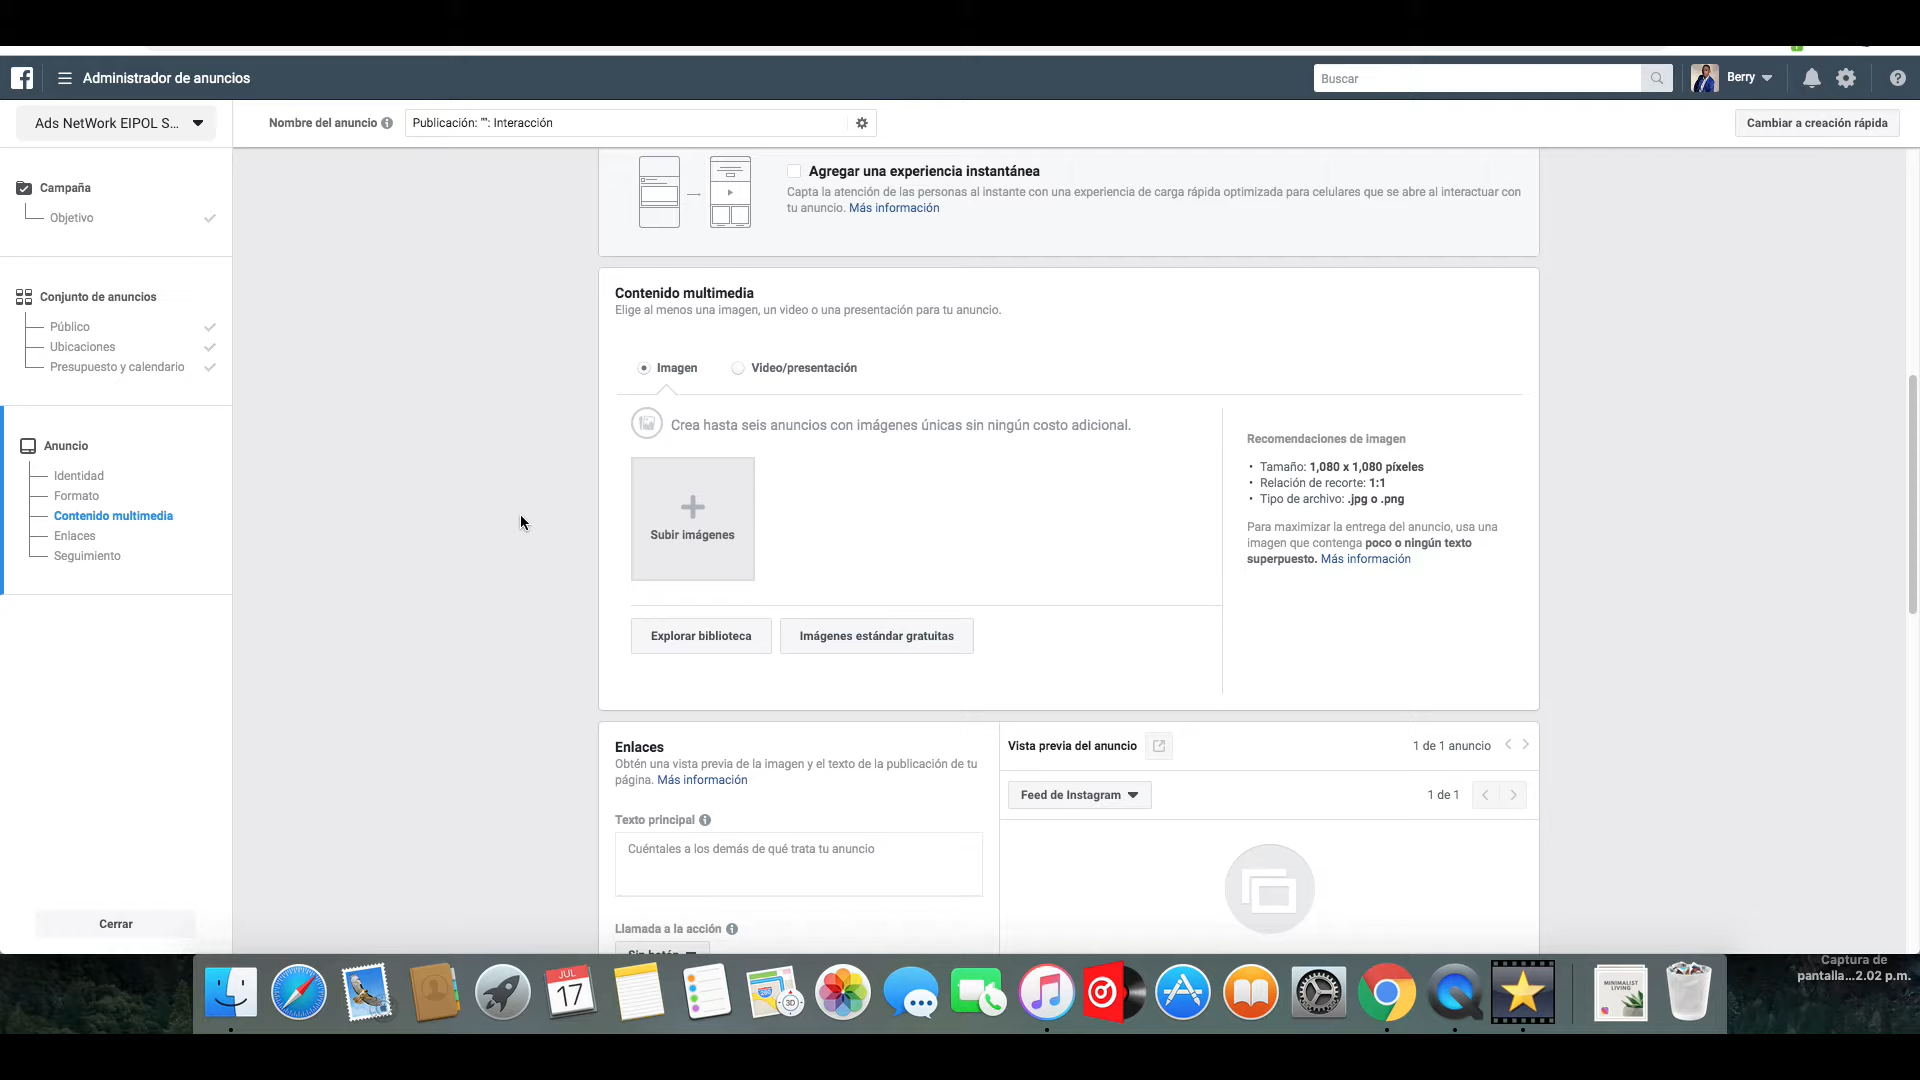 Administrador de anuncios
Buscar
Berry
Ads NetWork EIPOL S...
Nombre del anuncio
Publicación: "": Interacción
Cambiar a creación rápida
Campaña
Objetivo
Conjunto de anuncios
Público
Ubicaciones
Presupuesto y calendario
Anuncio
Identidad
Formato
Contenido multimedia
Enlaces
Seguimiento
Cerrar
Agregar una experiencia instantánea
Capta la atención de las personas al instante con una experiencia de carga rápida optimizada para celulares que se abre al interactuar con
tu anuncio. Más información
Contenido multimedia
Elige al menos una imagen, un video o una presentación para tu anuncio.
Imagen
Video/presentación
Crea hasta seis anuncios con imágenes únicas sin ningún costo adicional.
Subir imágenes
Explorar biblioteca
Imágenes estándar gratuitas
Recomendaciones de imagen
• Tamaño: 1,080 x 1,080 píxeles
• Relación de recorte: 1:1
• Tipo de archivo: .jpg o .png
Para maximizar la entrega del anuncio, usa una
imagen que contenga poco o ningún texto
superpuesto. Más información
Enlaces
Obtén una vista previa de la imagen y el texto de la publicación de tu
página. Más información
Texto principal
Cuéntales a los demás de qué trata tu anuncio
Llamada a la acción
Sin botón
Vista previa del anuncio
1 de 1 anuncio
Feed de Instagram
1 de 1
JUL
17
3D
MINIMALIST
LIVING
Captura de
pantalla...2.02 p.m.